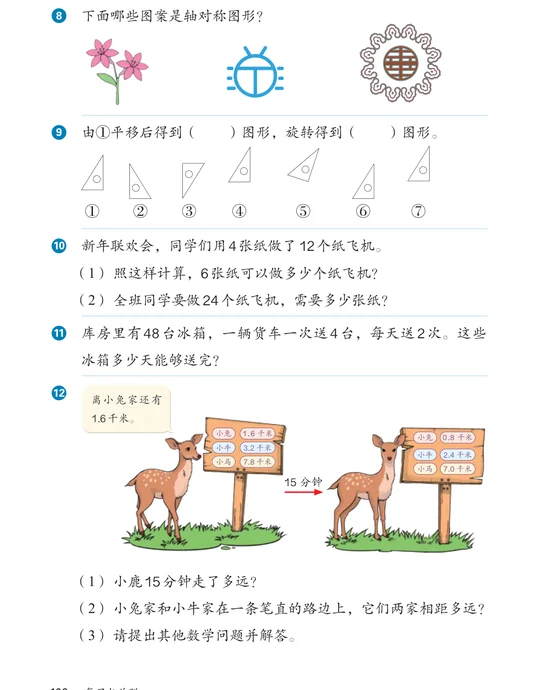 8 下面哪些图案是轴对称图形？
9 由①平移后得到（ ）图形，旋转得到（ ）图形。
① ② ③ ④ ⑤ ⑥ ⑦
10 新年联欢会，同学们用4张纸做了12个纸飞机。
（1）照这样计算，6张纸可以做多少个纸飞机？
（2）全班同学要做24个纸飞机，需要多少张纸？
11 库房里有48台冰箱，一辆货车一次送4台，每天送2次。这些
冰箱多少天能够送完？
12
离小兔家还有
1.6千米。
小兔 1.6千米
小牛 3.2千米
小马 7.8千米
15分钟
小兔 0.8千米
小牛 2.4千米
小马 7.0千米
（1）小鹿15分钟走了多远？
（2）小兔家和小牛家在一条笔直的路边上，它们两家相距多远？
（3）请提出其他数学问题并解答。